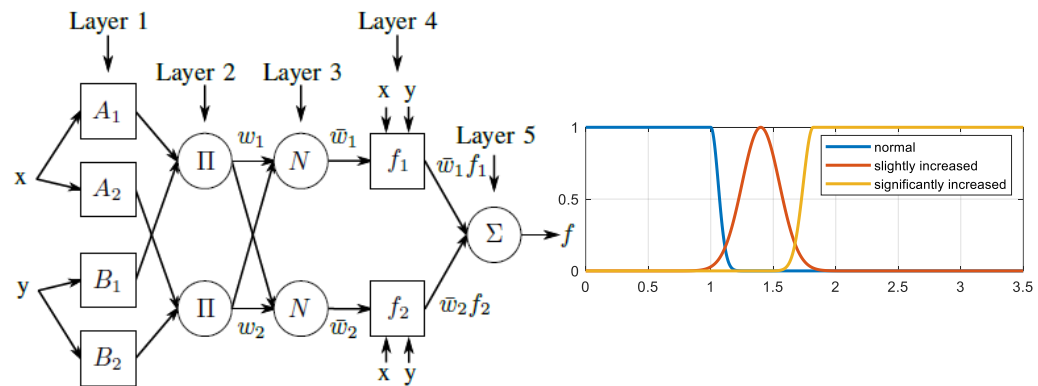 Layer 1
Layer 4
Layer 2
Layer 3
x y
A₁
Layer 5
Π
w₁
N
w̄₁
f₁
w̄₁f₁
x
A₂
Σ
f
y
B₁
Π
w₂
N
w̄₂
f₂
w̄₂f₂
B₂
x y
1
0.5
0
0 0.5 1 1.5 2 2.5 3 3.5
normal
slightly increased
significantly increased